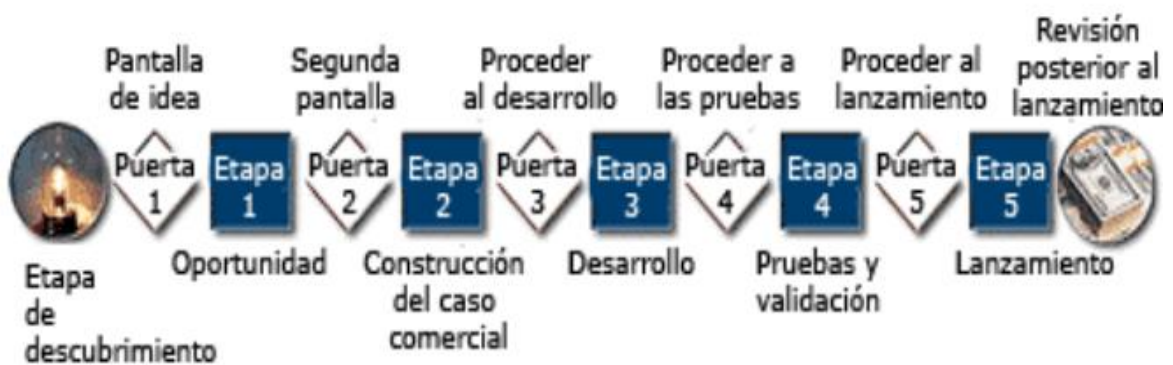 Pantalla
de idea
Segunda
pantalla
Proceder
al desarrollo
Proceder a
las pruebas
Proceder al
lanzamiento
Revisión
posterior al
lanzamiento
Puerta
1
Etapa
1
Puerta
2
Etapa
2
Puerta
3
Etapa
3
Puerta
4
Etapa
4
Puerta
5
Etapa
5
Etapa
de
descubrimiento
Oportunidad
Construcción
del caso
comercial
Desarrollo
Pruebas y
validación
Lanzamiento